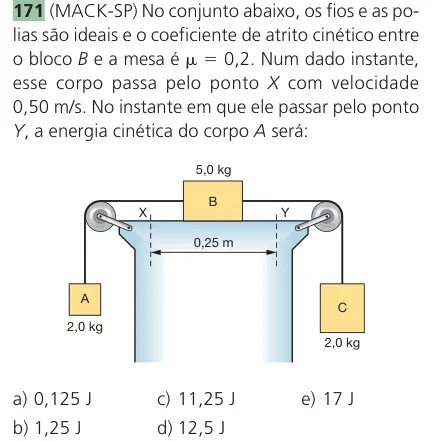 171 (MACK-SP) No conjunto abaixo, os fios e as po-
lias são ideais e o coeficiente de atrito cinético entre
o bloco B e a mesa é μ = 0,2. Num dado instante,
esse corpo passa pelo ponto X com velocidade
0,50 m/s. No instante em que ele passar pelo ponto
Y, a energia cinética do corpo A será:
5,0 kg
B
X
Y
0,25 m
A
C
2,0 kg
2,0 kg
a) 0,125 J c) 11,25 J e) 17 J
b) 1,25 J d) 12,5 J